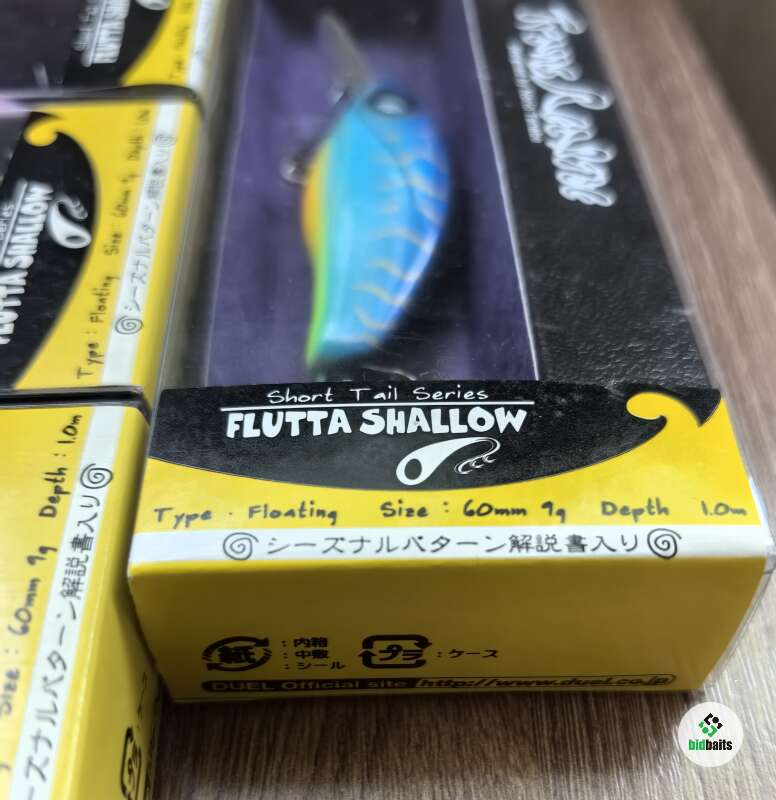 Short Tail Series
FLUTTA SHALLOW
Type · Floating Size : 60mm 9g Depth 1.0m
シーズナルパターン解説書入り
紙 : 内箱
: 中敷
: シール
プラ : ケース
DUEL Official site http://www.duel.co.jp
FLUTTA SHALLOW
Series
FLUTTA SHALLOW
Type : Floating Size : 60mm 9g Depth : 1.0m
シーズナルパターン解説書入り
Size : 60mm 9g Depth : 1.0m
ズナルパターン解説書入り
bidbaits